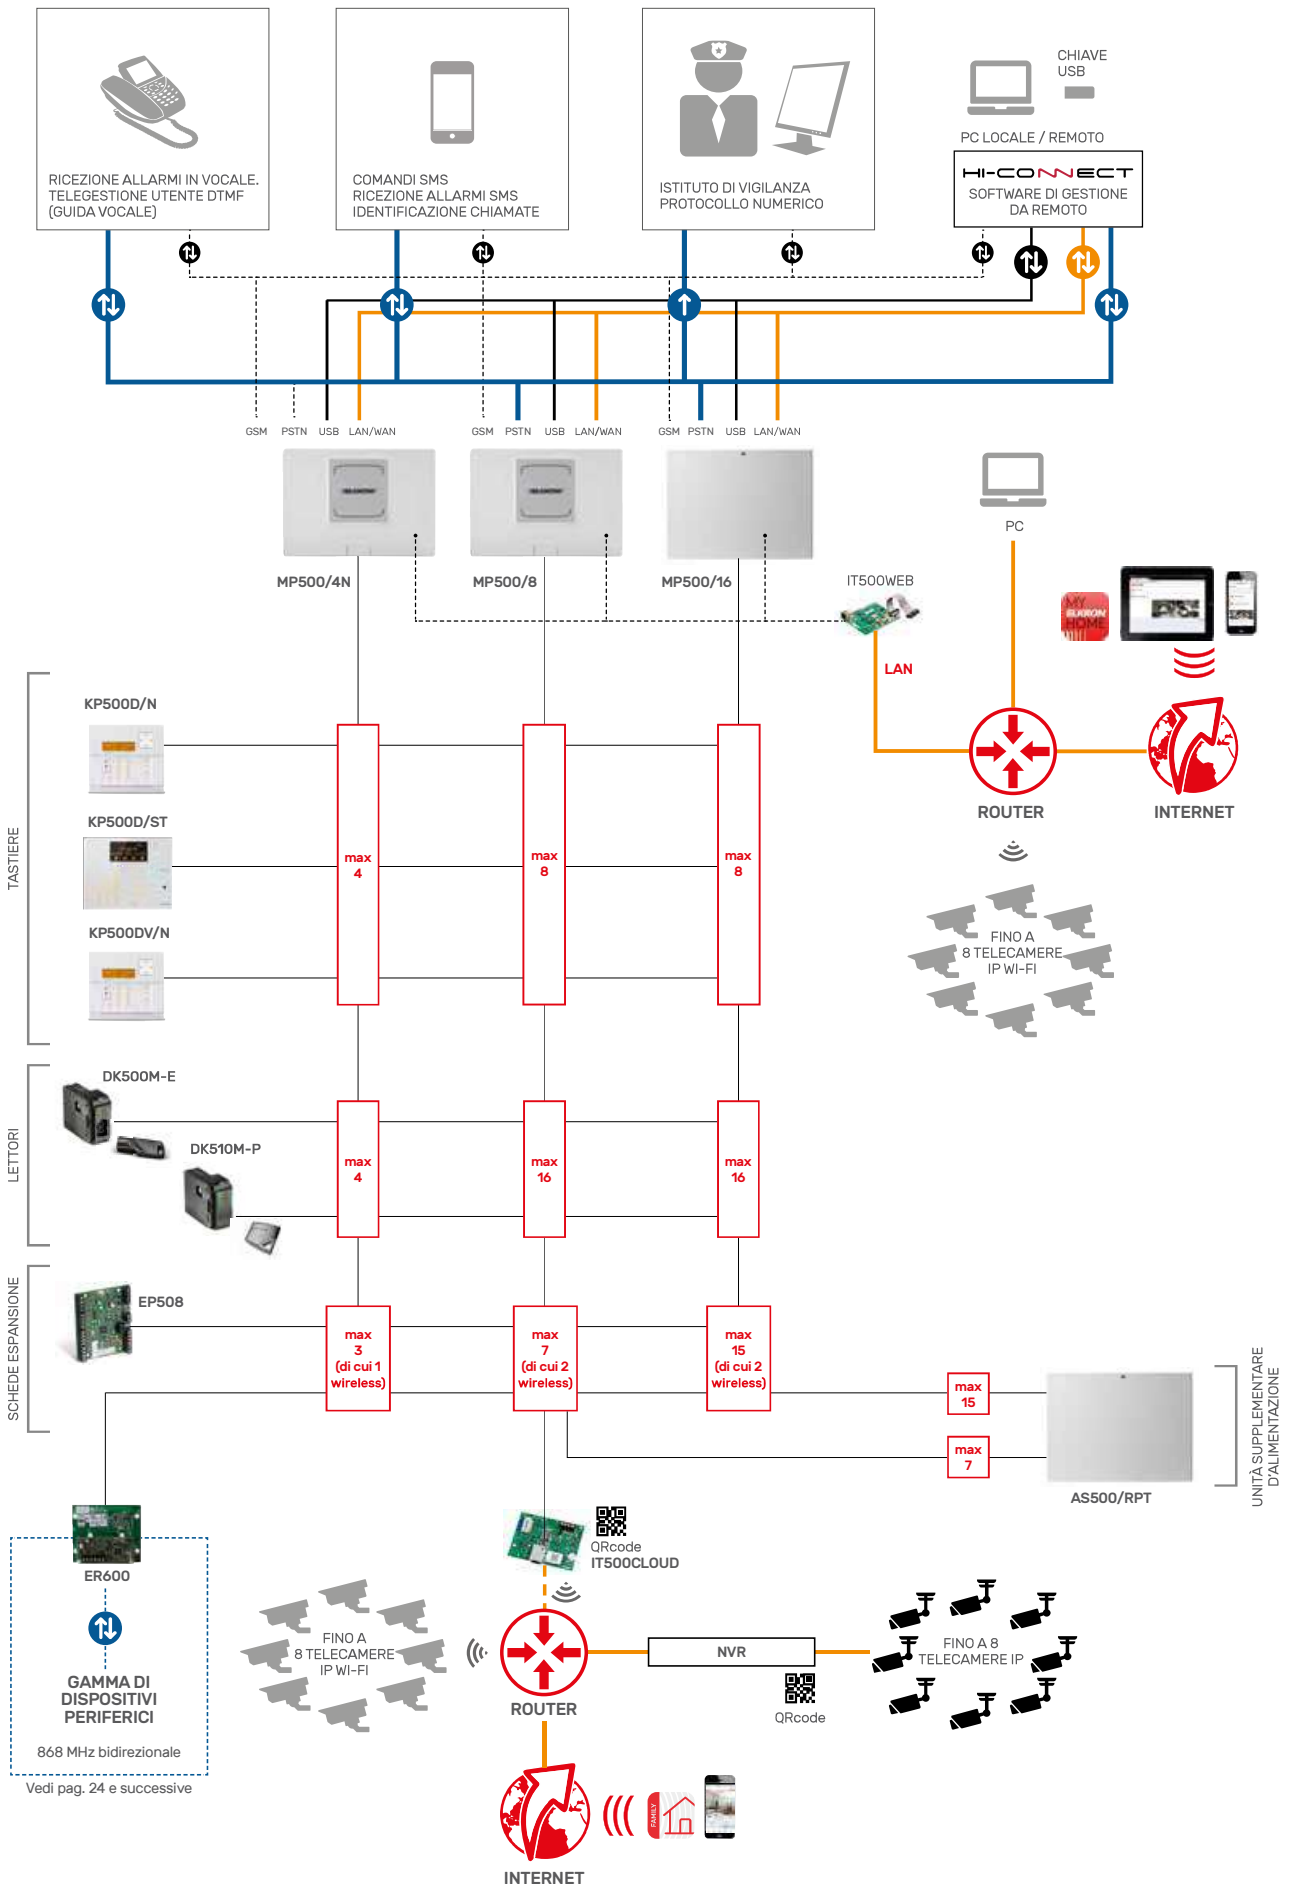 RICEZIONE ALLARMI IN VOCALE.
TELEGESTIONE UTENTE DTMF
(GUIDA VOCALE)
COMANDI SMS
RICEZIONE ALLARMI SMS
IDENTIFICAZIONE CHIAMATE
ISTITUTO DI VIGILANZA
PROTOCOLLO NUMERICO
CHIAVE
USB
PC LOCALE / REMOTO
HI-CONNECT
SOFTWARE DI GESTIONE
DA REMOTO
GSM PSTN USB LAN/WAN
GSM PSTN USB LAN/WAN
GSM PSTN USB LAN/WAN
MP500/4N
MP500/8
MP500/16
PC
IT500WEB
MY
ELKRON
HOME
LAN
ROUTER
INTERNET
FINO A
8 TELECAMERE
IP WI-FI
TASTIERE
KP500D/N
KP500D/ST
KP500DV/N
max
4
max
8
max
8
LETTORI
DK500M-E
DK510M-P
max
4
max
16
max
16
SCHEDE ESPANSIONE
EP508
max
3
(di cui 1
wireless)
max
7
(di cui 2
wireless)
max
15
(di cui 2
wireless)
max
15
max
7
AS500/RPT
UNITÀ SUPPLEMENTARE
D'ALIMENTAZIONE
ER600
GAMMA DI
DISPOSITIVI
PERIFERICI
868 MHz bidirezionale
Vedi pag. 24 e successive
QRcode
IT500CLOUD
FINO A
8 TELECAMERE
IP WI-FI
ROUTER
NVR
QRcode
FINO A 8
TELECAMERE IP
INTERNET
FAMILY